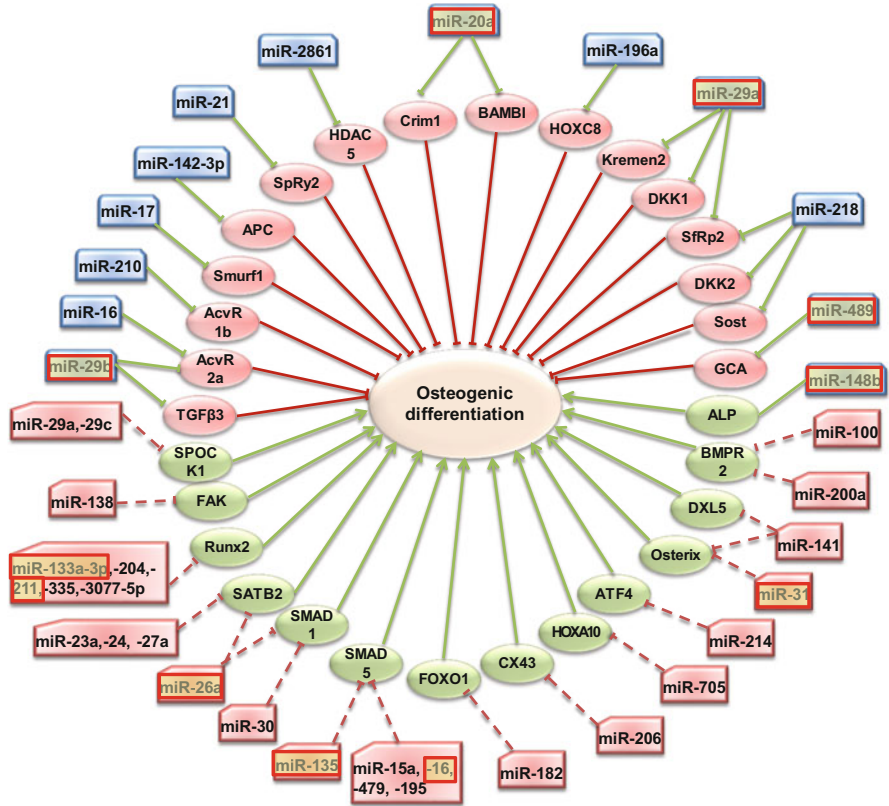 miR-20a
miR-2861
miR-196a
miR-21
miR-29a
Crim1
BAMBI
HDAC
5
HOXC8
miR-142-3p
SpRy2
Kremen2
DKK1
miR-17
APC
SfRp2
miR-218
miR-210
Smurf1
DKK2
miR-16
AcvR
1b
Sost
miR-489
miR-29b
AcvR
2a
GCA
miR-148b
TGFβ3
Osteogenic
differentiation
ALP
miR-29a,-29c
SPOC
K1
BMPR
2
miR-100
miR-138
FAK
DXL5
miR-200a
Runx2
Osterix
miR-141
miR-133a-3p,-204,-
211,-335,-3077-5p
SATB2
ATF4
miR-31
miR-23a,-24, -27a
SMAD
1
HOXA10
miR-214
miR-26a
SMAD
5
FOXO1
CX43
miR-705
miR-30
miR-206
miR-135
miR-15a, -16,
-479, -195
miR-182